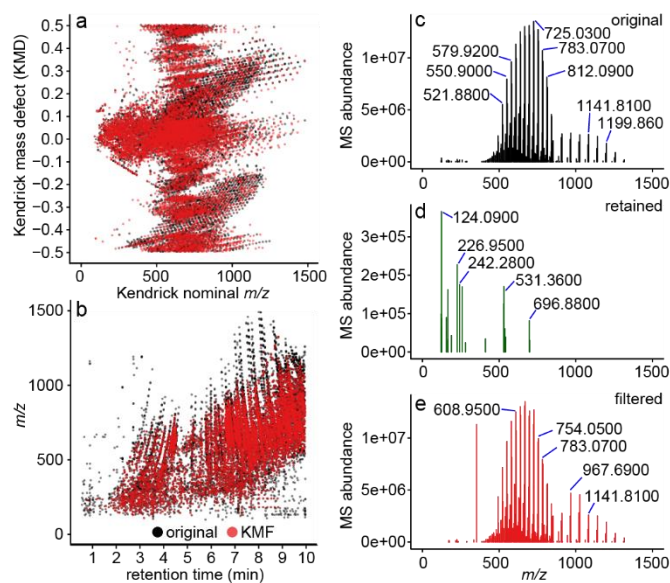 a
Kendrick mass defect (KMD)
0.5
0.4
0.3
0.2
0.1
0.0
−0.1
−0.2
−0.3
−0.4
−0.5
0 500 1000 1500
Kendrick nominal m/z
b
m/z
1500
1000
500
0
original KMF
1 2 3 4 5 6 7 8 9 10
retention time (min)
c
original
MS abundance
1e+07
5e+06
0e+00
725.0300
579.9200
783.0700
550.9000
812.0900
521.8800
1141.8100
1199.860
0 500 1000 1500
d
retained
MS abundance
3e+05
2e+05
1e+05
0e+00
124.0900
226.9500
242.2800
531.3600
696.8800
0 500 1000 1500
e
filtered
MS abundance
1e+07
5e+06
0e+00
608.9500
754.0500
783.0700
967.6900
1141.8100
0 500 1000 1500
m/z